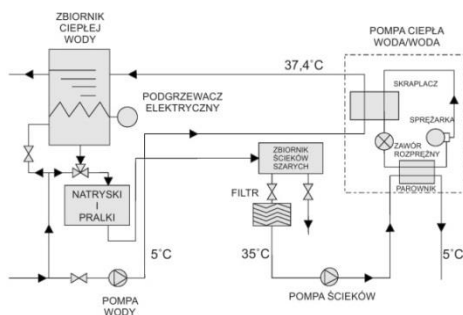 ZBIORNIK
CIEPŁEJ
WODY
POMPA CIEPŁA
WODA/WODA
37,4°C
SKRAPLACZ
PODGRZEWACZ
ELEKTRYCZNY
SPRĘŻARKA
ZAWÓR
ROZPRĘŻNY
ZBIORNIK
ŚCIEKÓW
SZARYCH
PAROWNIK
NATRYSKI
I
PRALKI
FILTR
5°C
35°C
5°C
POMPA
WODY
POMPA ŚCIEKÓW